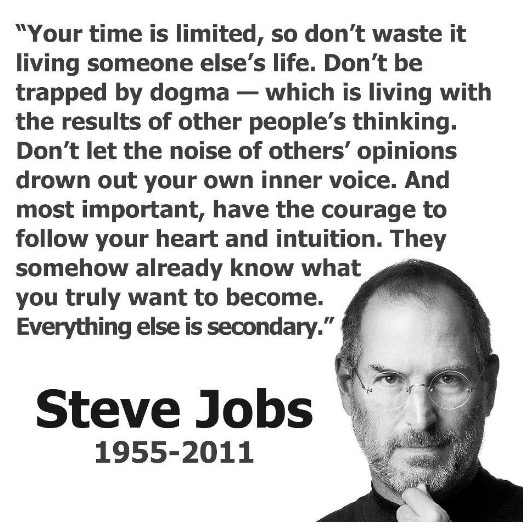 “Your time is limited, so don’t waste it
living someone else’s life. Don’t be
trapped by dogma — which is living with
the results of other people’s thinking.
Don’t let the noise of others’ opinions
drown out your own inner voice. And
most important, have the courage to
follow your heart and intuition. They
somehow already know what
you truly want to become.
Everything else is secondary.”
Steve Jobs
1955-2011